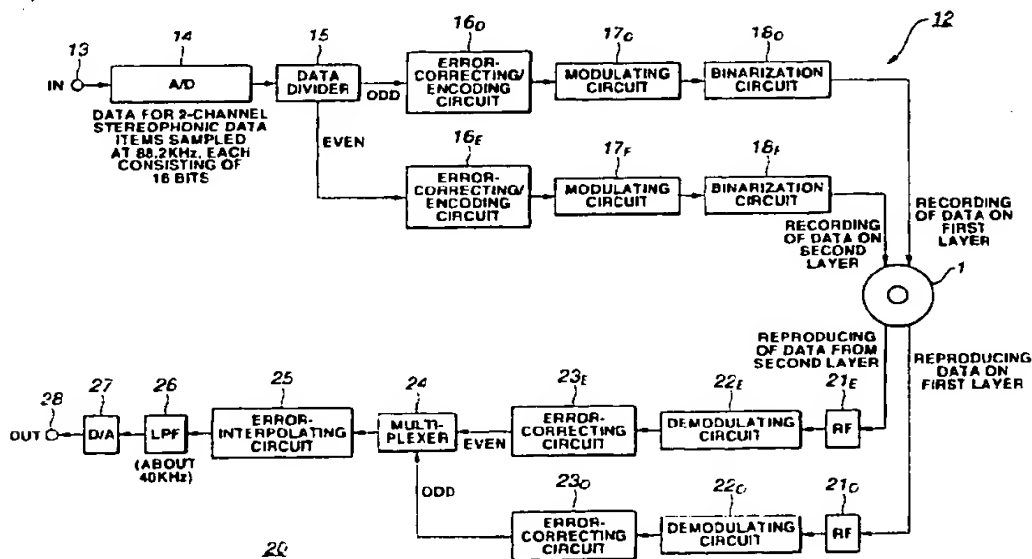 12
13
IN
14
A/D
DATA FOR 2-CHANNEL
STEREOPHONIC DATA
ITEMS SAMPLED
AT 88.2KHz, EACH
CONSISTING OF
16 BITS
15
DATA
DIVIDER
ODD
EVEN
16O
ERROR-
CORRECTING/
ENCODING
CIRCUIT
17O
MODULATING
CIRCUIT
18O
BINARIZATION
CIRCUIT
16E
ERROR-
CORRECTING/
ENCODING
CIRCUIT
17E
MODULATING
CIRCUIT
18E
BINARIZATION
CIRCUIT
RECORDING
OF DATA ON
SECOND
LAYER
RECORDING
OF DATA ON
FIRST
LAYER
1
REPRODUCING
OF DATA FROM
SECOND LAYER
REPRODUCING
DATA ON
FIRST LAYER
28
OUT
27
D/A
26
LPF
(ABOUT
40KHz)
25
ERROR-
INTERPOLATING
CIRCUIT
24
MULTI-
PLEXER
EVEN
ODD
23E
ERROR-
CORRECTING
CIRCUIT
22E
DEMODULATING
CIRCUIT
21E
RF
23O
ERROR-
CORRECTING
CIRCUIT
22O
DEMODULATING
CIRCUIT
21O
RF
20